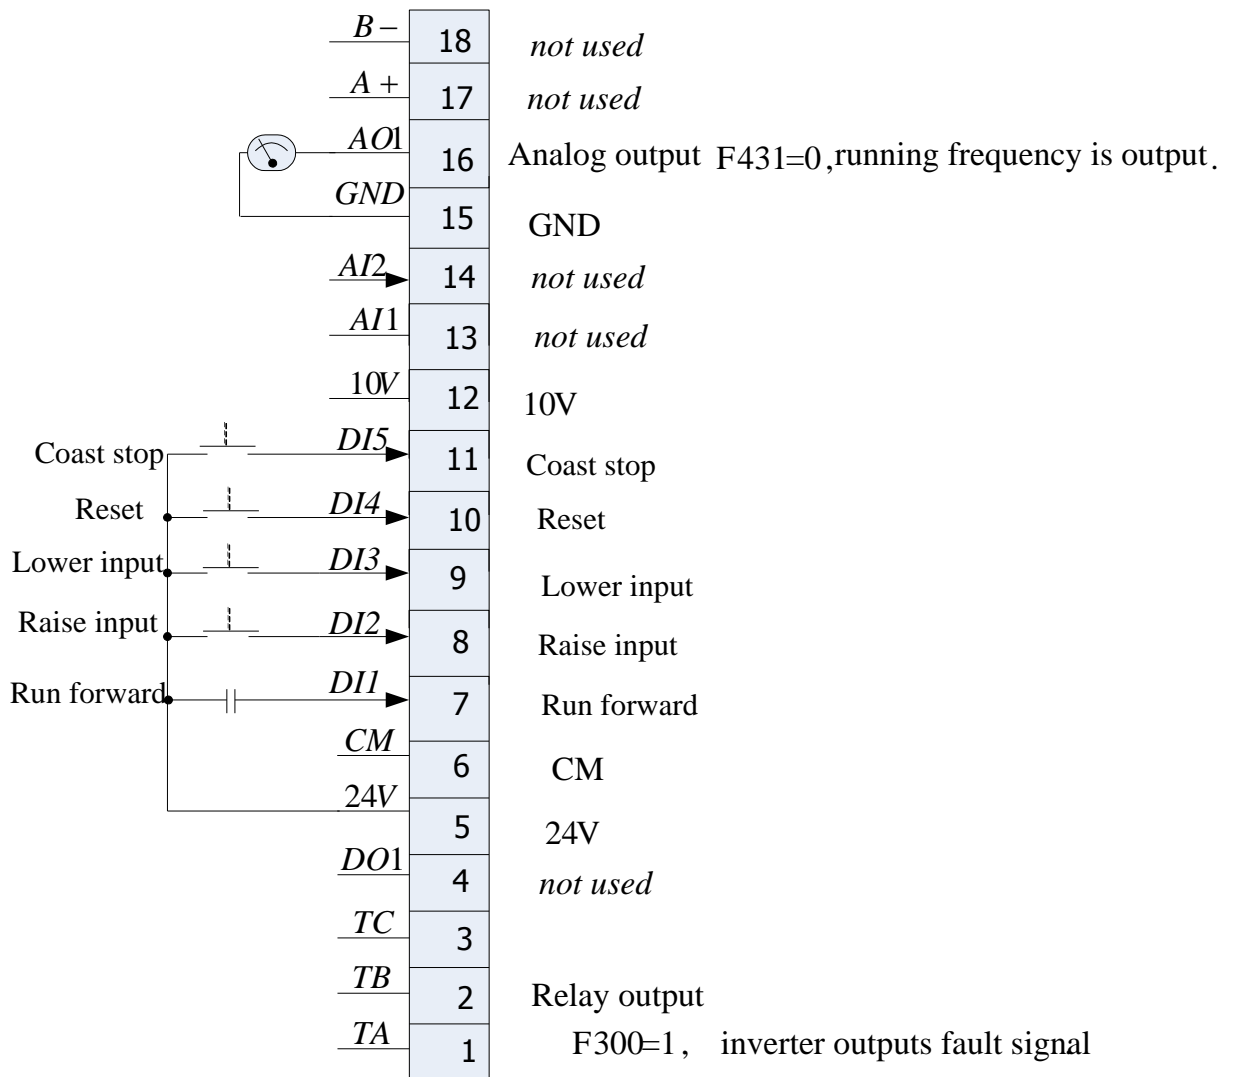 B − 18 not used
A + 17 not used
AO1 16 Analog output F431=0,running frequency is output.
GND 15 GND
AI2 14 not used
AI1 13 not used
10V 12 10V
Coast stop DI5 11 Coast stop
Reset DI4 10 Reset
Lower input DI3 9 Lower input
Raise input DI2 8 Raise input
Run forward DI1 7 Run forward
CM 6 CM
24V 5 24V
DO1 4 not used
TC 3
TB 2 Relay output
TA 1 F300=1, inverter outputs fault signal